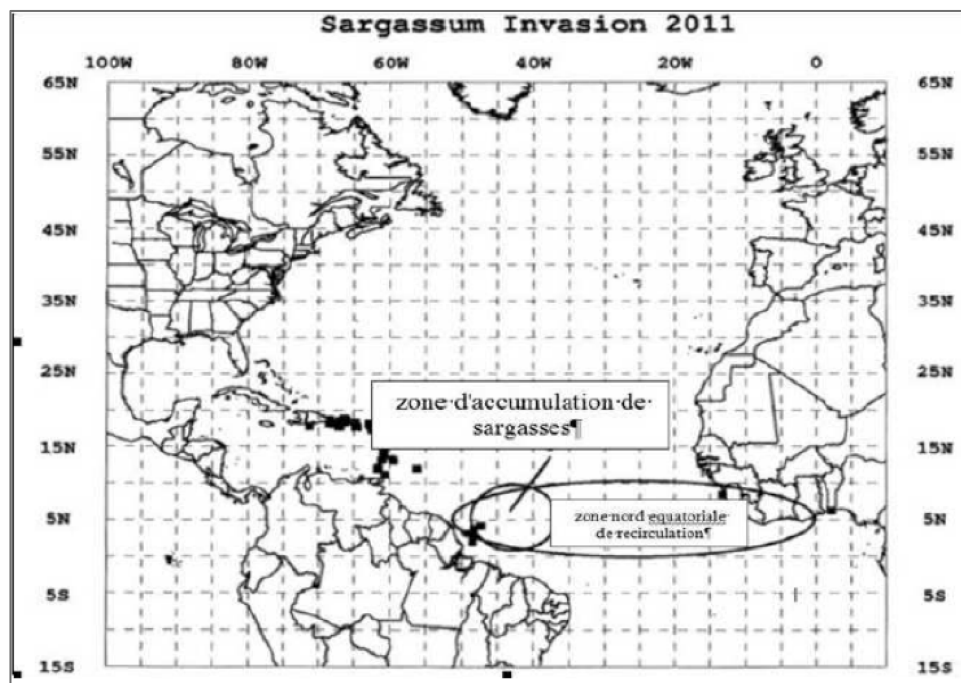 Sargassum Invasion 2011
100W 80W 60W 40W 20W 0
65N 65N
55N 55N
45N 45N
35N 35N
25N 25N
zone·d'accumulation·de·
sargasses¶
15N 15N
zone·nord·equatoriale·
de·recirculation¶
5N 5N
5S 5S
15S 15S